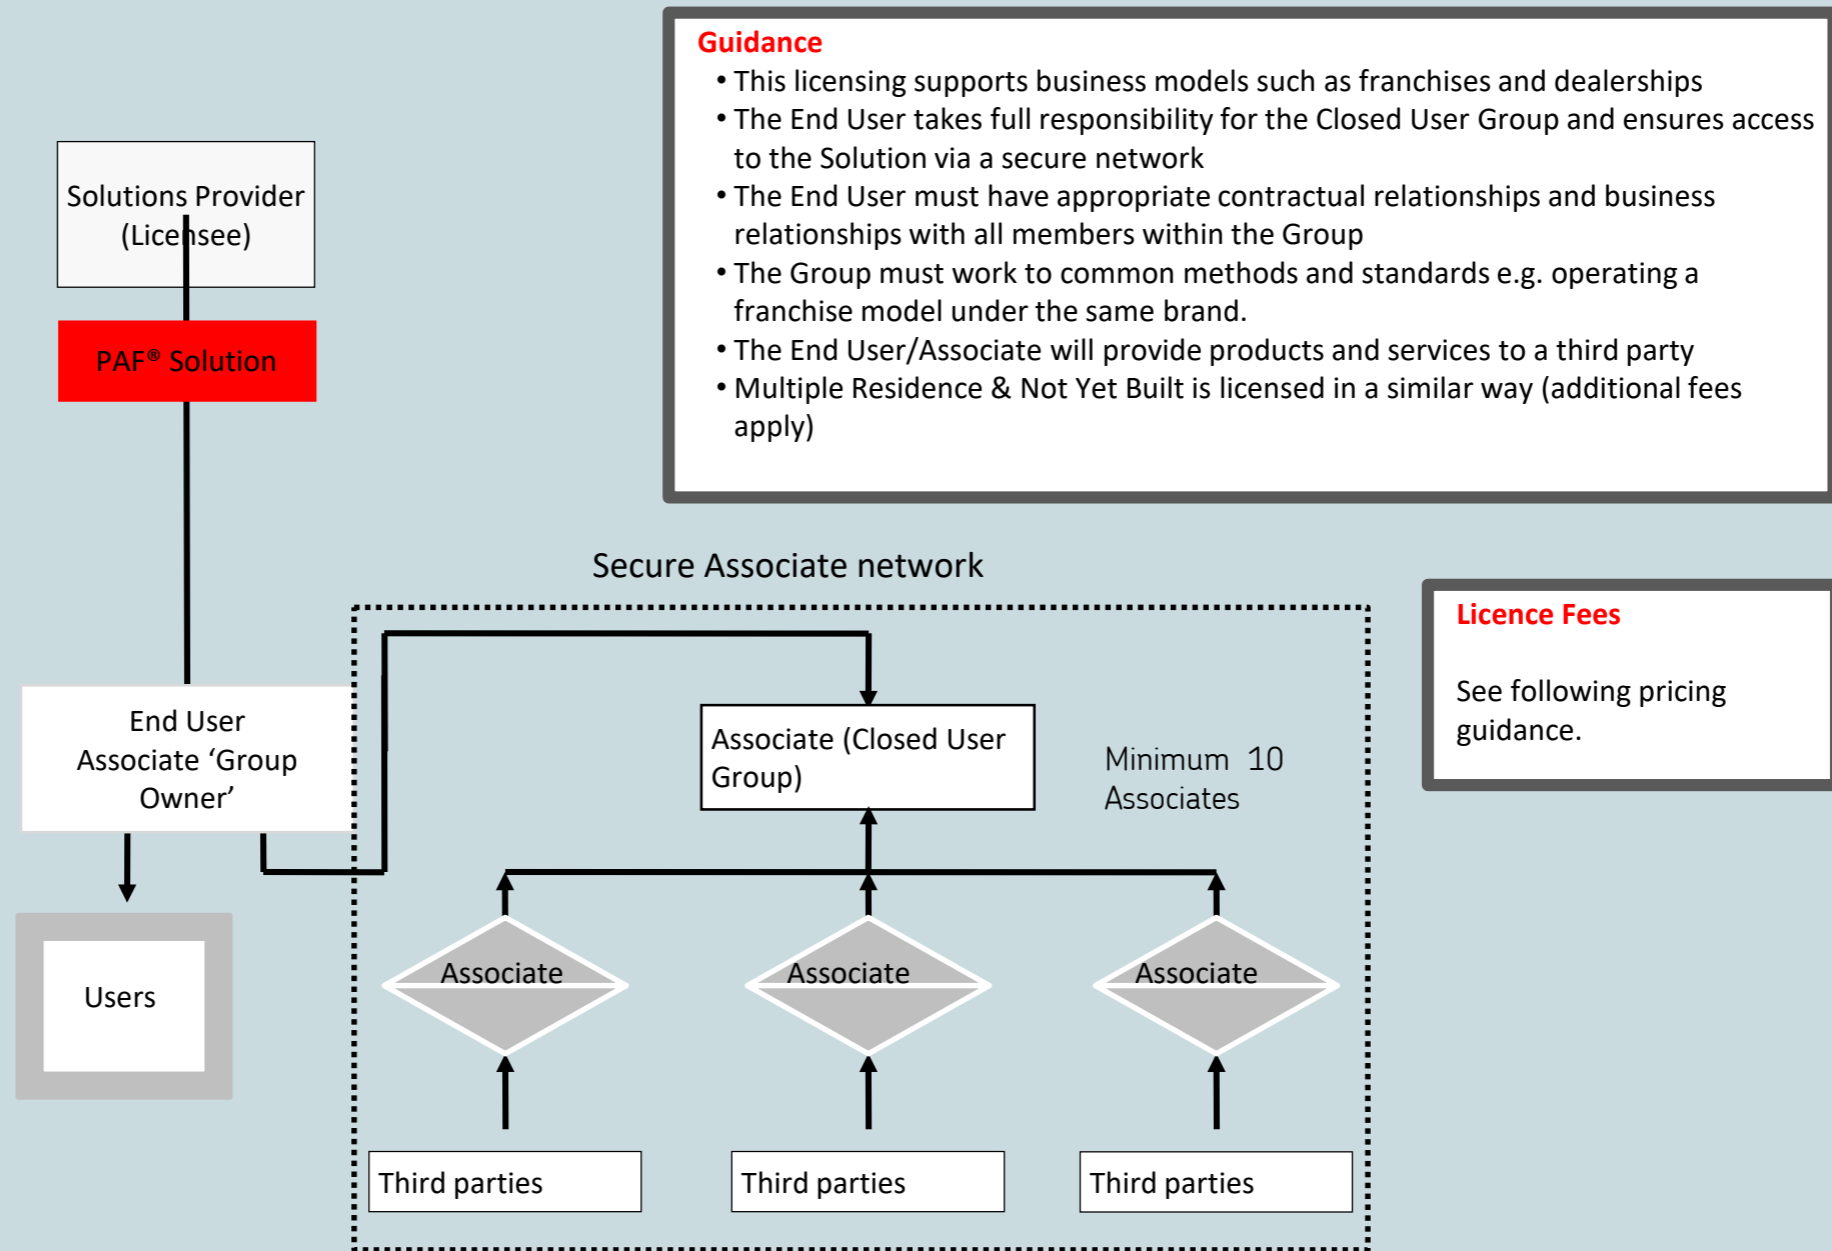 Guidance
• This licensing supports business models such as franchises and dealerships
• The End User takes full responsibility for the Closed User Group and ensures access
to the Solution via a secure network
• The End User must have appropriate contractual relationships and business
relationships with all members within the Group
• The Group must work to common methods and standards e.g. operating a
franchise model under the same brand.
• The End User/Associate will provide products and services to a third party
• Multiple Residence & Not Yet Built is licensed in a similar way (additional fees
apply)
Solutions Provider
(Licensee)
PAF® Solution
Secure Associate network
Licence Fees
See following pricing
guidance.
End User
Associate ‘Group
Owner’
Associate (Closed User
Group)
Minimum 10
Associates
Users
Associate
Associate
Associate
Third parties
Third parties
Third parties